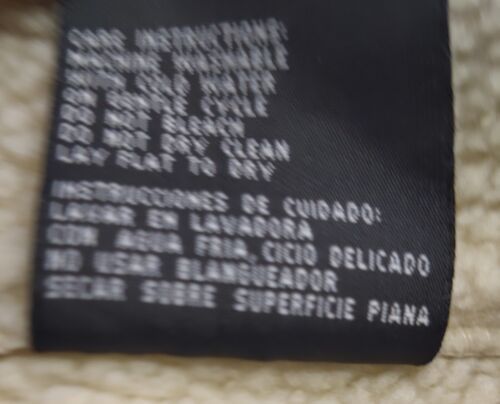 CARE INSTRUCTIONS:
MACHINE WASHABLE
WITH COLD WATER
ON GENTLE CYCLE
DO NOT BLEACH
DO NOT DRY CLEAN
LAY FLAT TO DRY
INSTRUCCIONES DE CUIDADO:
LAVAR EN LAVADORA
CON AGUA FRIA, CICIO DELICADO
NO USAR BLANGUEADOR
SECAR SOBRE SUPERFICIE PIANA